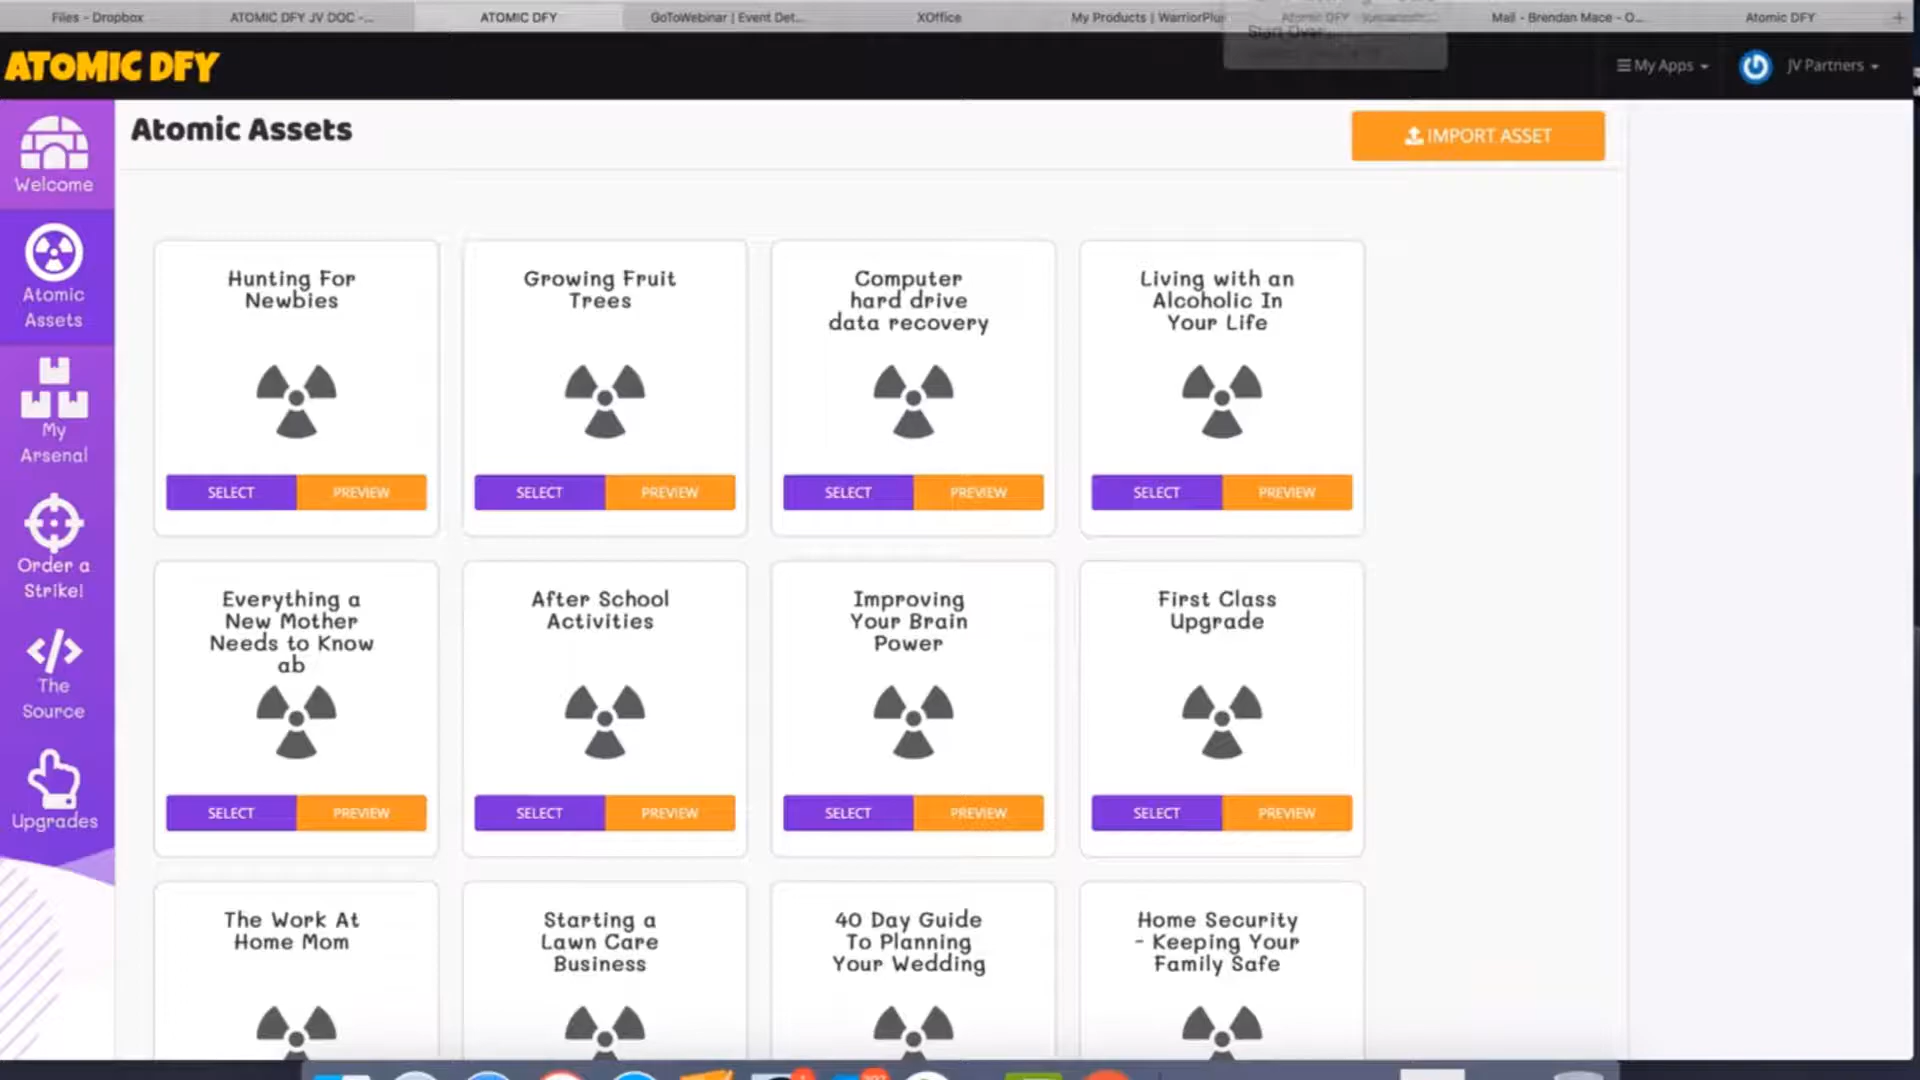 Files - Dropbox
ATOMIC DFY JV DOC -...
ATOMIC DFY
GoToWebinar | Event Det...
XOffice
My Products | WarriorPlus
Atomic DFY
Mail - Brendan Mace - O...
Atomic DFY
Start Over
ATOMIC DFY
My Apps
JV Partners
Welcome
Atomic
Assets
My
Arsenal
Order a
Strike!
The
Source
Upgrades
Atomic Assets
IMPORT ASSET
Hunting For
Newbies
SELECT
PREVIEW
Growing Fruit
Trees
SELECT
PREVIEW
Computer
hard drive
data recovery
SELECT
PREVIEW
Living with an
Alcoholic In
Your Life
SELECT
PREVIEW
Everything a
New Mother
Needs to Know
ab
SELECT
PREVIEW
After School
Activities
SELECT
PREVIEW
Improving
Your Brain
Power
SELECT
PREVIEW
First Class
Upgrade
SELECT
PREVIEW
The Work At
Home Mom
Starting a
Lawn Care
Business
40 Day Guide
To Planning
Your Wedding
Home Security
- Keeping Your
Family Safe